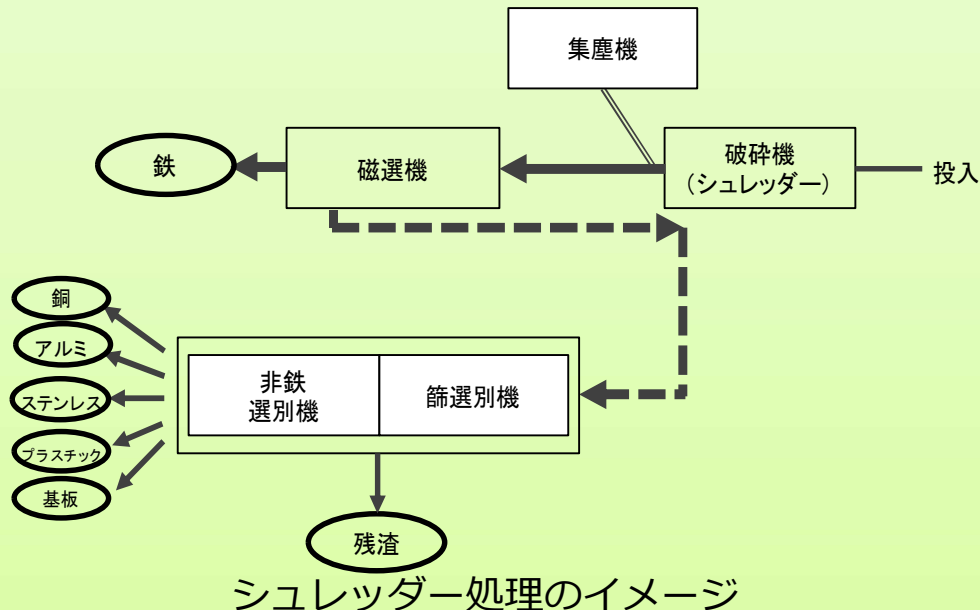 集塵機
鉄
磁選機
破砕機
(シュレッダー)
投入
銅
アルミ
ステンレス
プラスチック
基板
非鉄
選別機
篩選別機
残渣
シュレッダー処理のイメージ